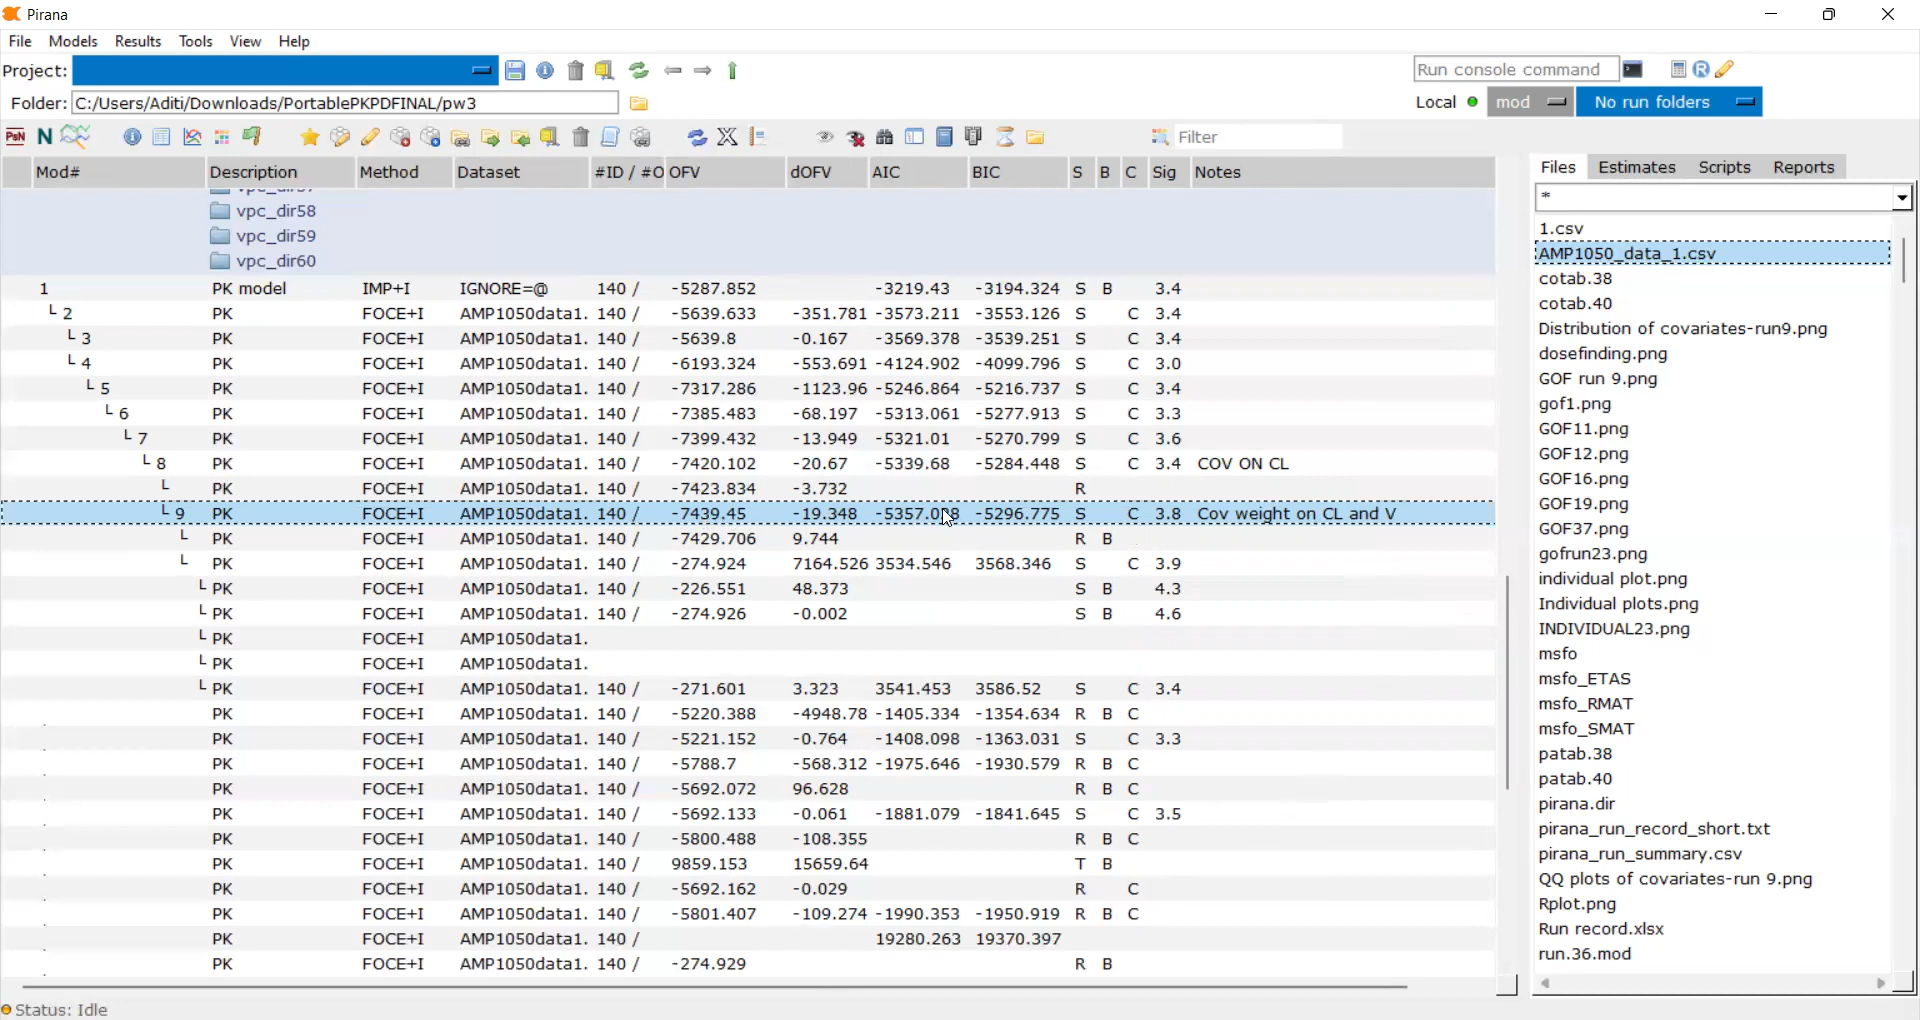 Pirana
File Models Results Tools View Help
Project:
Run console command
R
Folder: C:/Users/Aditi/Downloads/PortablePKPDFINAL/pw3
Local mod No run folders
PsN N
Filter
Mod# Description Method Dataset #ID / #O OFV dOFV AIC BIC S B C Sig Notes
vpc_dir57
vpc_dir58
vpc_dir59
vpc_dir60
1 PK model IMP+I IGNORE=@ 140 / -5287.852 -3219.43 -3194.324 S B 3.4
2 PK FOCE+I AMP1050data1. 140 / -5639.633 -351.781 -3573.211 -3553.126 S C 3.4
3 PK FOCE+I AMP1050data1. 140 / -5639.8 -0.167 -3569.378 -3539.251 S C 3.4
4 PK FOCE+I AMP1050data1. 140 / -6193.324 -553.691 -4124.902 -4099.796 S C 3.0
5 PK FOCE+I AMP1050data1. 140 / -7317.286 -1123.96 -5246.864 -5216.737 S C 3.4
6 PK FOCE+I AMP1050data1. 140 / -7385.483 -68.197 -5313.061 -5277.913 S C 3.3
7 PK FOCE+I AMP1050data1. 140 / -7399.432 -13.949 -5321.01 -5270.799 S C 3.6
8 PK FOCE+I AMP1050data1. 140 / -7420.102 -20.67 -5339.68 -5284.448 S C 3.4 COV ON CL
PK FOCE+I AMP1050data1. 140 / -7423.834 -3.732 R
9 PK FOCE+I AMP1050data1. 140 / -7439.45 -19.348 -5296.775 S C 3.8 Cov weight on CL and V
PK FOCE+I AMP1050data1. 140 / -7429.706 9.744 R B
PK FOCE+I AMP1050data1. 140 / -274.924 7164.526 3534.546 3568.346 S C 3.9
PK FOCE+I AMP1050data1. 140 / -226.551 48.373 S B 4.3
PK FOCE+I AMP1050data1. 140 / -274.926 -0.002 S B 4.6
PK FOCE+I AMP1050data1.
PK FOCE+I AMP1050data1.
PK FOCE+I AMP1050data1. 140 / -271.601 3.323 3541.453 3586.52 S C 3.4
PK FOCE+I AMP1050data1. 140 / -5220.388 -4948.78 -1405.334 -1354.634 R B C
PK FOCE+I AMP1050data1. 140 / -5221.152 -0.764 -1408.098 -1363.031 S C 3.3
PK FOCE+I AMP1050data1. 140 / -5788.7 -568.312 -1975.646 -1930.579 R B C
PK FOCE+I AMP1050data1. 140 / -5692.072 96.628 R B C
PK FOCE+I AMP1050data1. 140 / -5692.133 -0.061 -1881.079 -1841.645 S C 3.5
PK FOCE+I AMP1050data1. 140 / -5800.488 -108.355 R B C
PK FOCE+I AMP1050data1. 140 / 9859.153 15659.64 T B
PK FOCE+I AMP1050data1. 140 / -5692.162 -0.029 R C
PK FOCE+I AMP1050data1. 140 / -5801.407 -109.274 -1990.353 -1950.919 R B C
PK FOCE+I AMP1050data1. 140 / 19280.263 19370.397
PK FOCE+I AMP1050data1. 140 / -274.929 R B
Files Estimates Scripts Reports
*
1.csv
AMP1050_data_1.csv
cotab.38
cotab.40
Distribution of covariates-run9.png
dosefinding.png
GOF run 9.png
gof1.png
GOF11.png
GOF12.png
GOF16.png
GOF19.png
GOF37.png
gofrun23.png
individual plot.png
Individual plots.png
INDIVIDUAL23.png
msfo
msfo_ETAS
msfo_RMAT
msfo_SMAT
patab.38
patab.40
pirana.dir
pirana_run_record_short.txt
pirana_run_summary.csv
QQ plots of covariates-run 9.png
Rplot.png
Run record.xlsx
run.36.mod
Status: Idle